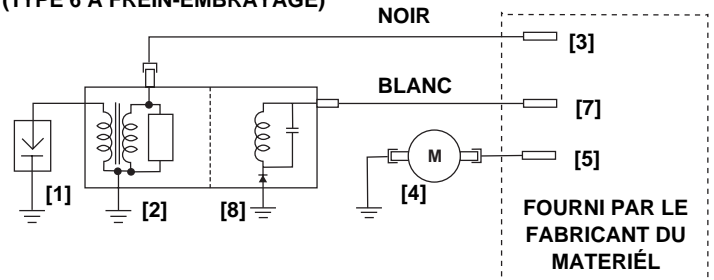 (TYPE 6 À FREIN-EMBRAYAGE)
NOIR
[3]
BLANC
[7]
M
[5]
[1]
[2]
[8]
[4]
FOURNI PAR LE
FABRICANT DU
MATERIÉL